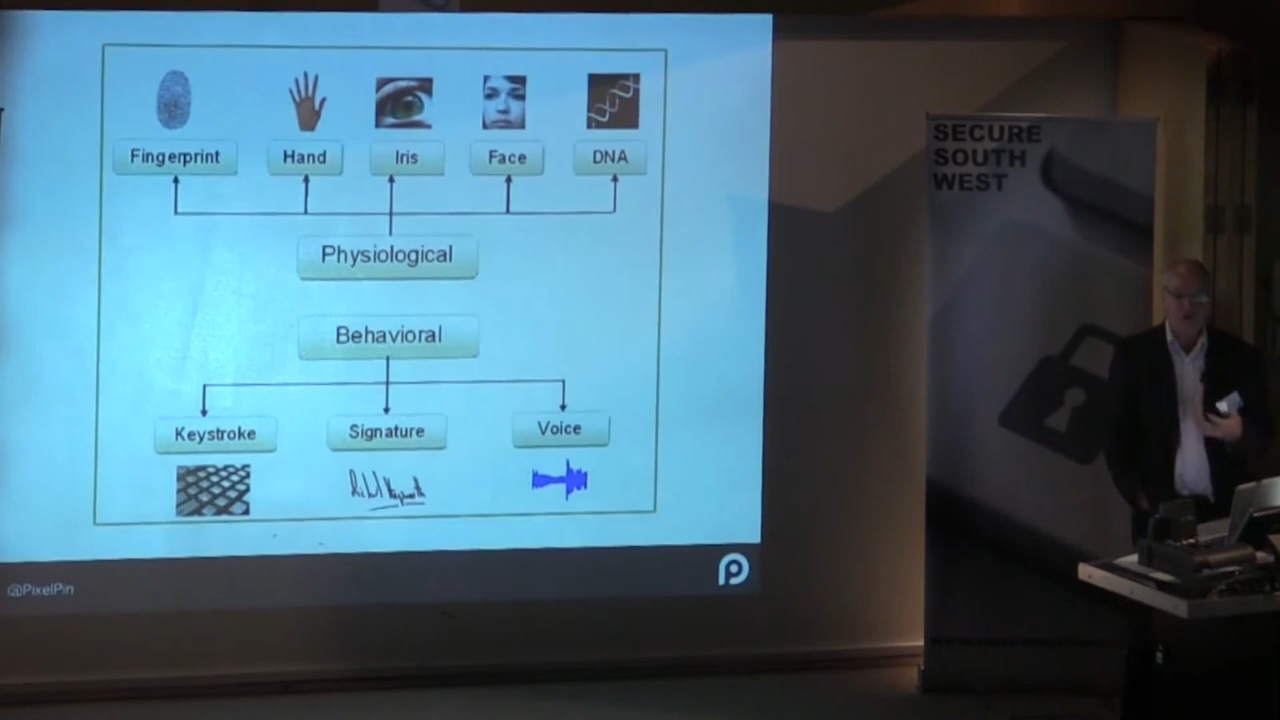 Fingerprint
Hand
Iris
Face
DNA
Physiological
Behavioral
Keystroke
Signature
Voice
@PixelPin
SECURE
SOUTH
WEST